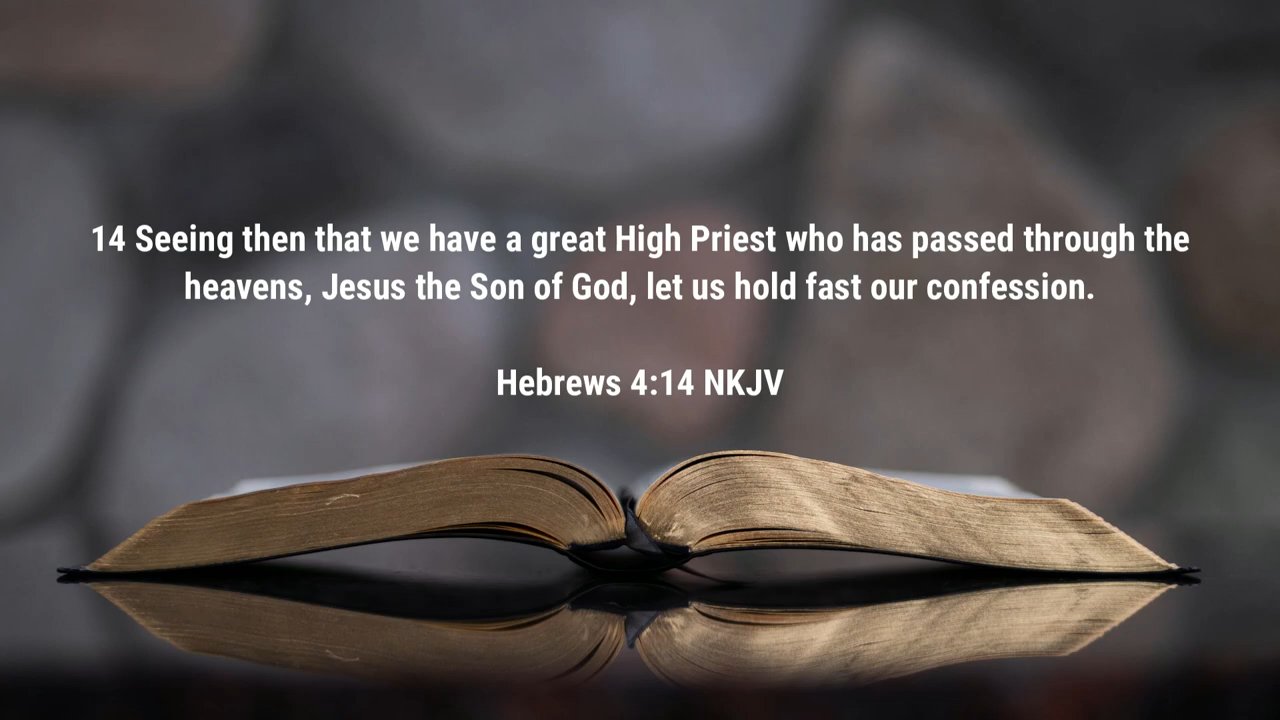 14 Seeing then that we have a great High Priest who has passed through the
heavens, Jesus the Son of God, let us hold fast our confession.
Hebrews 4:14 NKJV